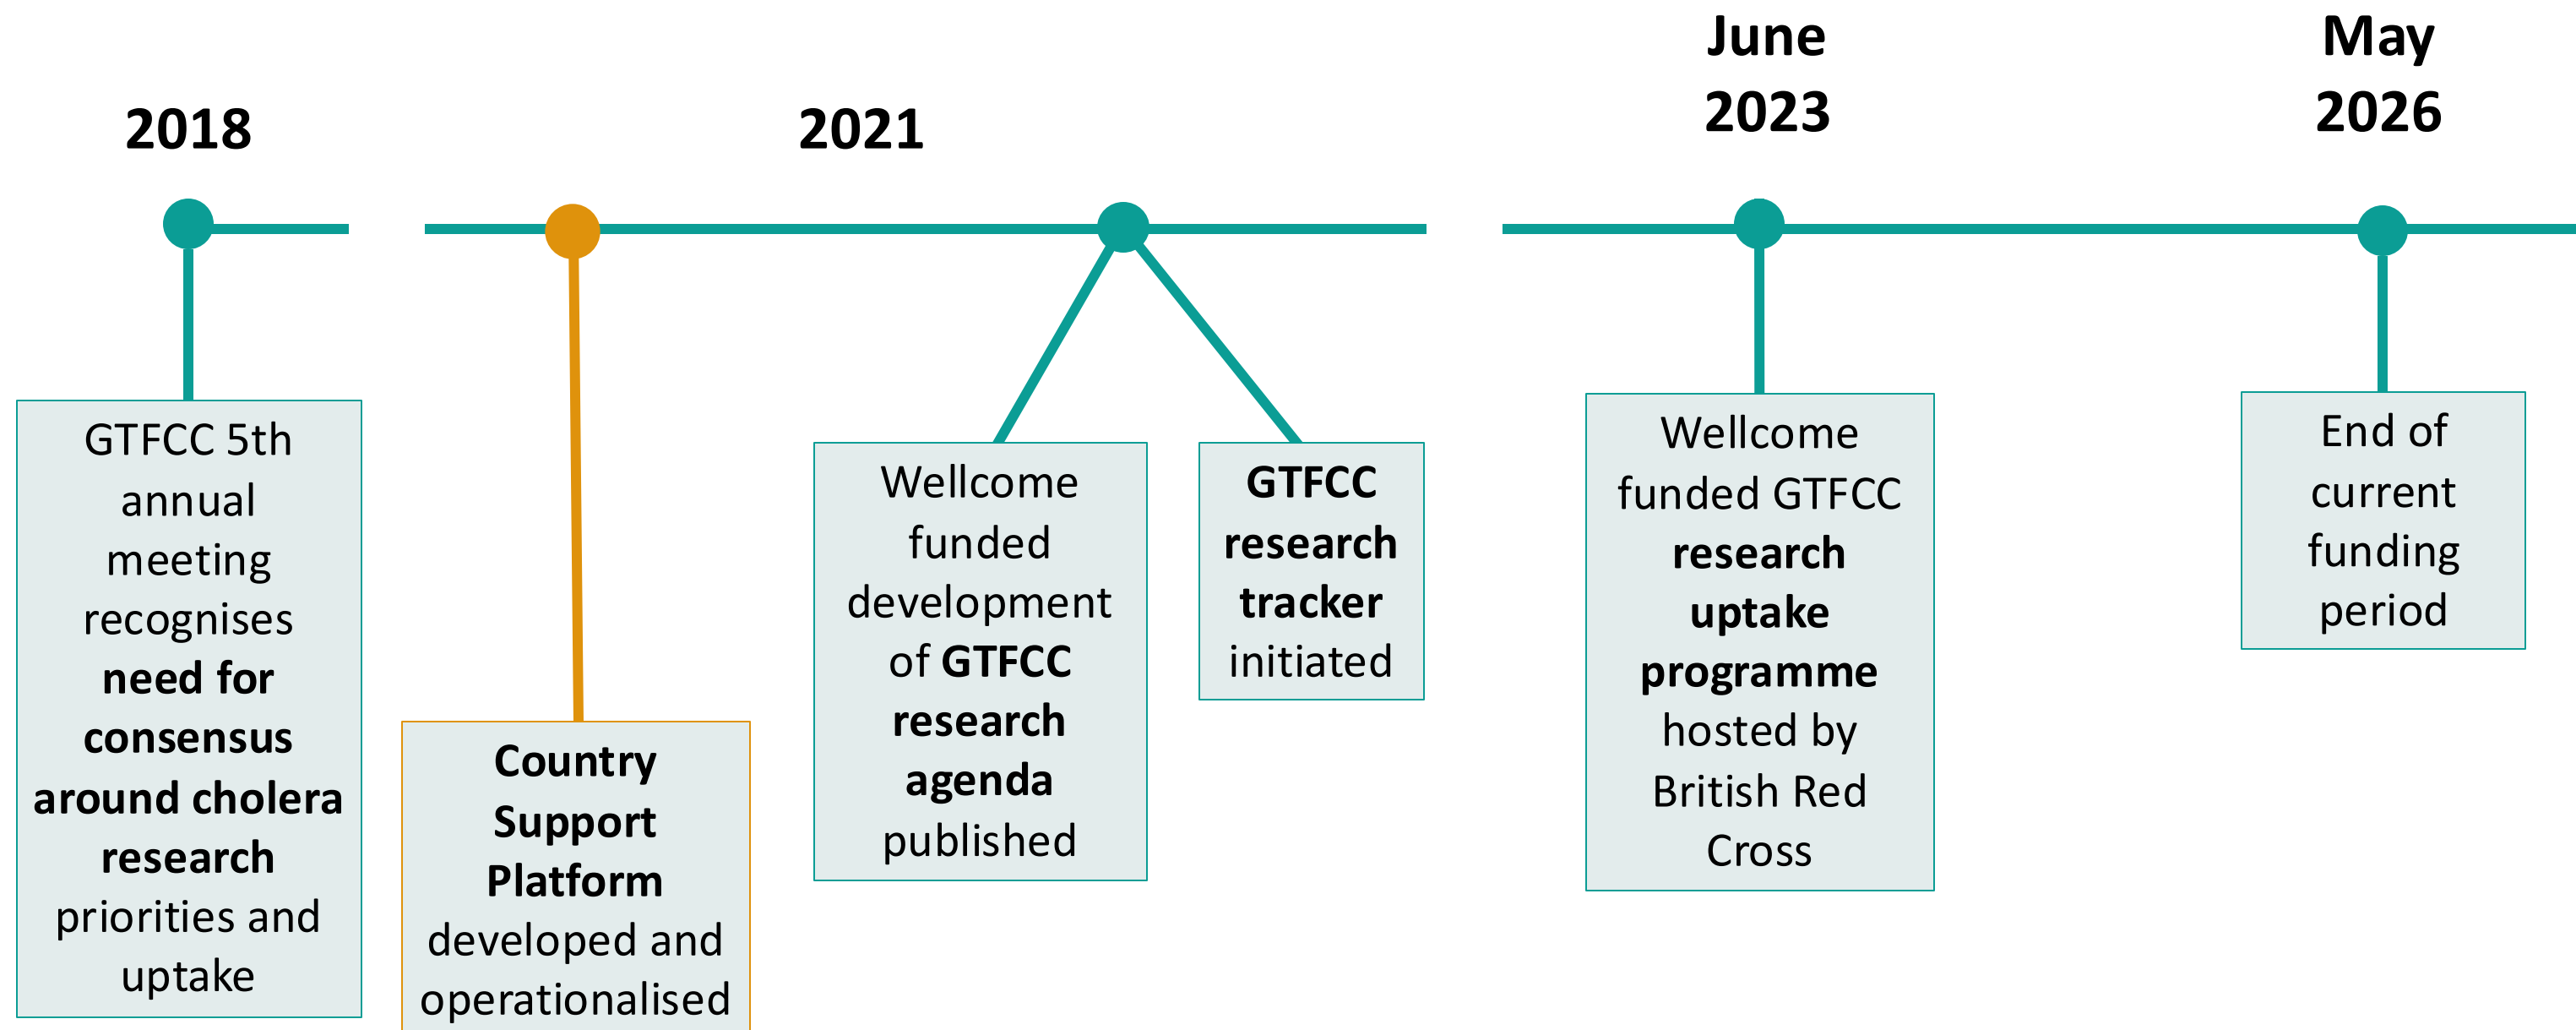 2018
GTFCC 5th
annual
meeting
recognises
need for
consensus
around cholera
research
priorities and
uptake
2021
Country
Support
Platform
developed and
operationalised
Wellcome
funded
development
of GTFCC
research
agenda
published
GTFCC
research
tracker
initiated
June
2023
Wellcome
funded GTFCC
research
uptake
programme
hosted by
British Red
Cross
May
2026
End of
current
funding
period